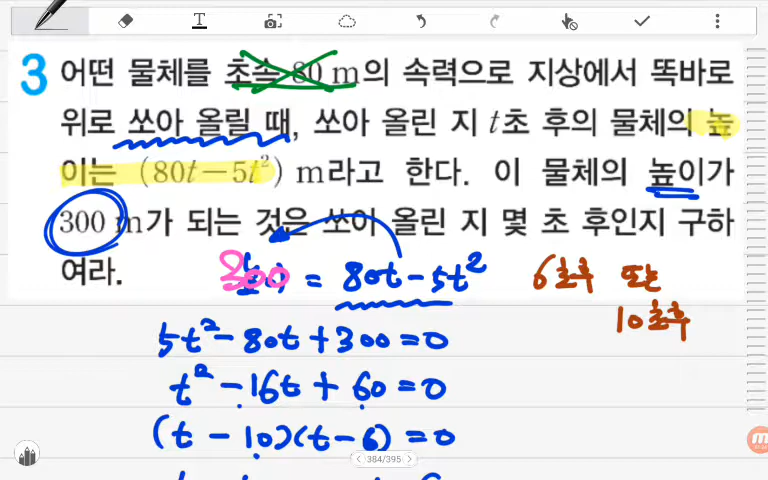 3 어떤 물체를 초속 80 m의 속력으로 지상에서 똑바로
위로 쏘아 올릴 때, 쏘아 올린 지 t초 후의 물체의 높
이는 (80t-5t²) m라고 한다. 이 물체의 높이가
300 m가 되는 것은 쏘아 올린 지 몇 초 후인지 구하
여라.
300 = 80t-5t²
6초후 또는
10초후
5t²-80t+300=0
t²-16t+60=0
(t-10)(t-6)=0
384/395